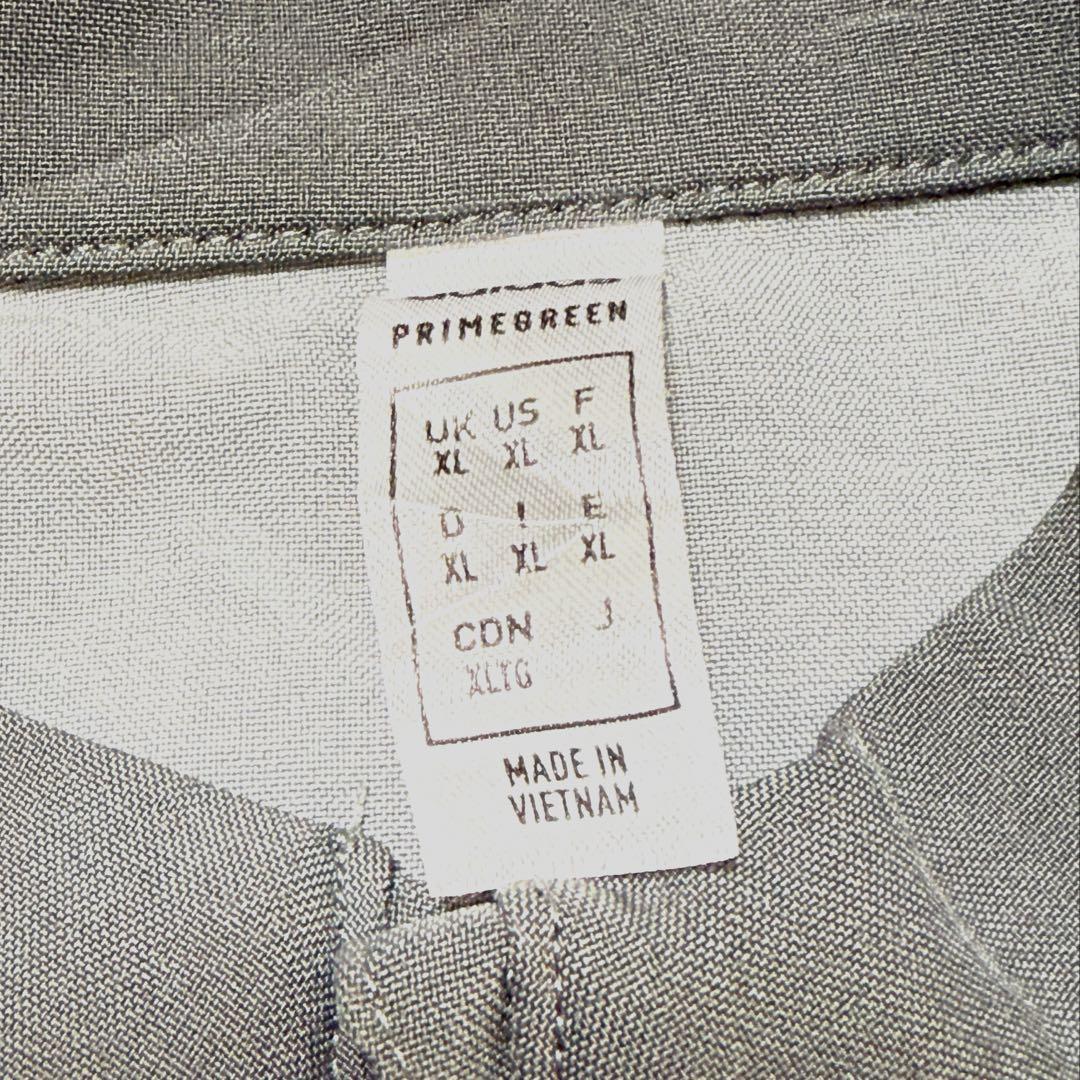 PRIMEGREEN
UK US F
XL XL XL
D I E
XL XL XL
CDN J
XLTG
MADE IN
VIETNAM